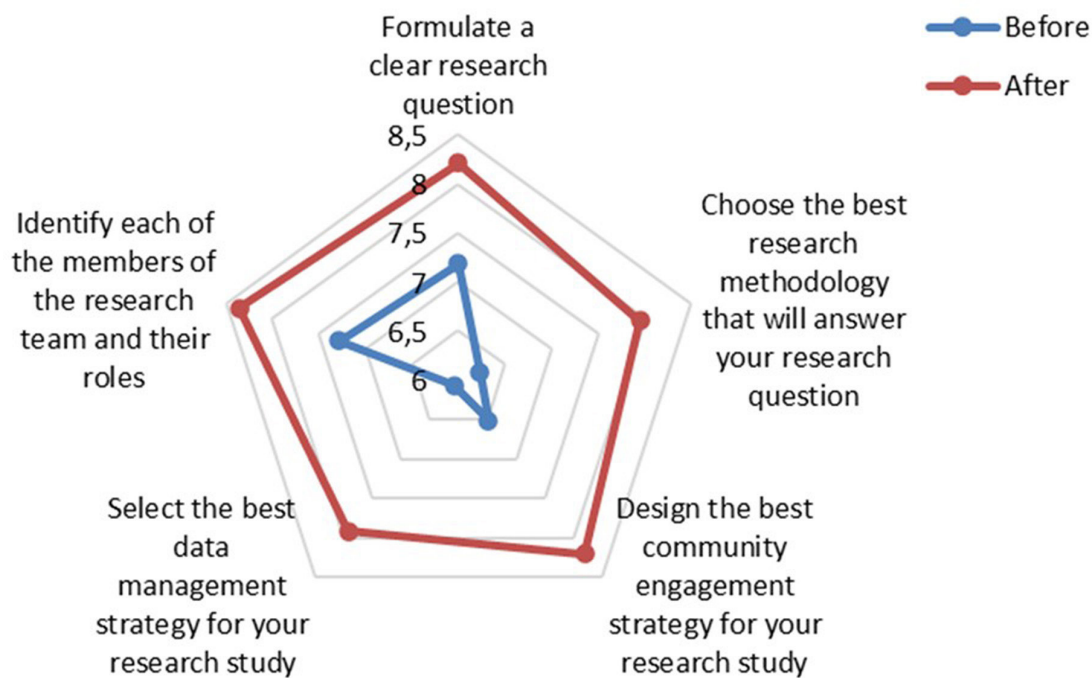 Formulate a
clear research
question
Before
After
8,5
8
7,5
7
6,5
6
Choose the best
research
methodology
that will answer
your research
question
Design the best
community
engagement
strategy for your
research study
Select the best
data
management
strategy for your
research study
Identify each of
the members of
the research
team and their
roles